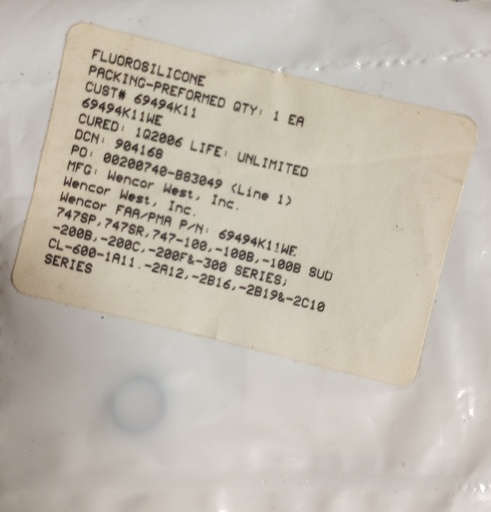 FLUOROSILICONE
PACKING-PREFORMED QTY: 1 EA
CUST# 69494K11
69494K11WE
CURED: 1Q2006 LIFE: UNLIMITED
DCN: 904168
PO: 00200740-B83049 (Line 1)
MFG: Wencor West, Inc.
Wencor West, Inc.
Wencor FAA/PMA P/N: 69494K11WE
747SP,747SR,747-100,-100B,-100B SUD
-200B,-200C,-200F&-300 SERIES;
CL-600-1A11.-2A12,-2B16,-2B19&-2C10
SERIES